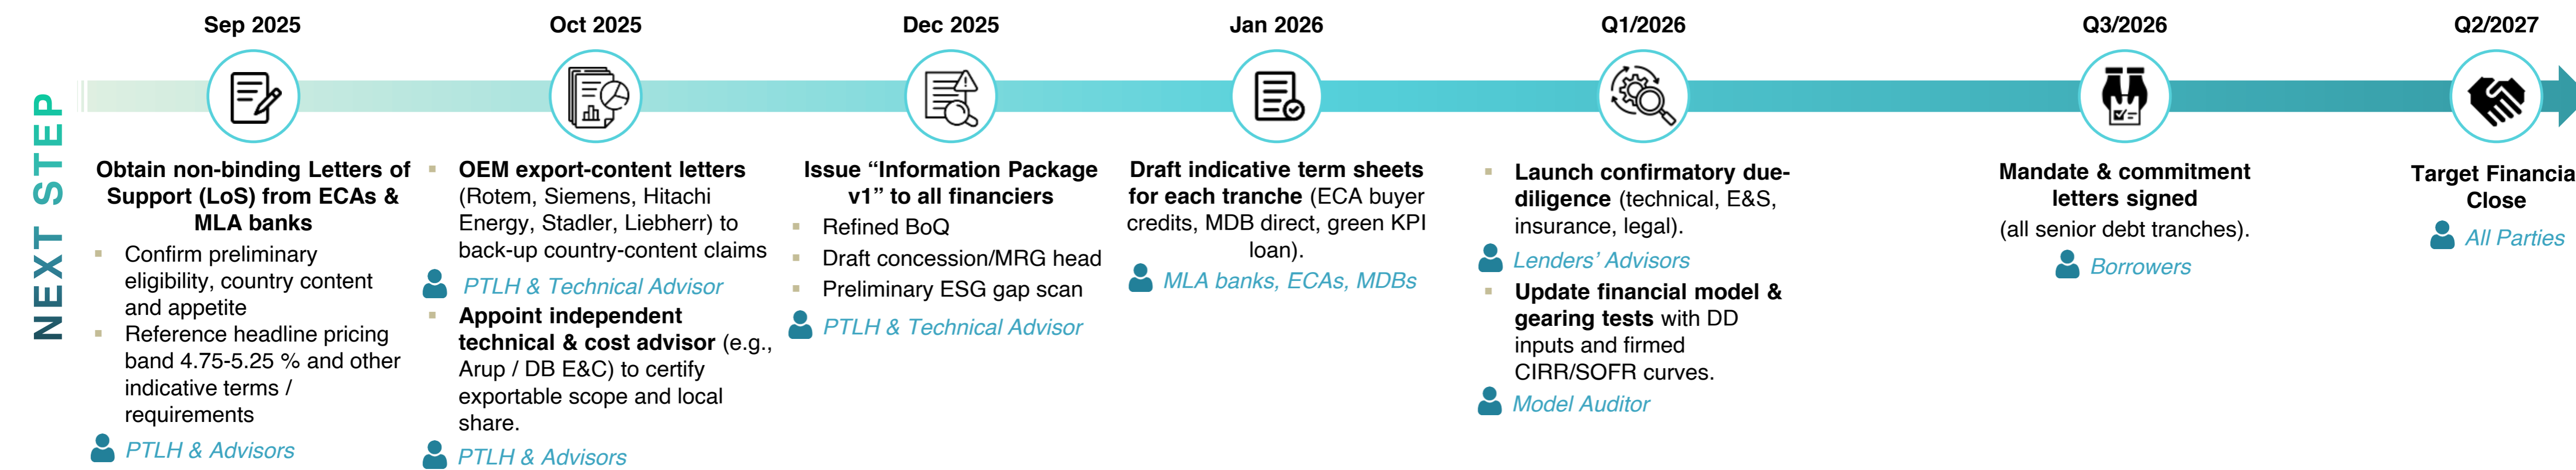 NEXT STEP
Sep 2025
Obtain non-binding Letters of
Support (LoS) from ECAs &
MLA banks
▪ Confirm preliminary
eligibility, country content
and appetite
▪ Reference headline pricing
band 4.75-5.25 % and other
indicative terms /
requirements
PTLH & Advisors
Oct 2025
▪ OEM export-content letters
(Rotem, Siemens, Hitachi
Energy, Stadler, Liebherr) to
back-up country-content claims
PTLH & Technical Advisor
▪ Appoint independent
technical & cost advisor (e.g.,
Arup / DB E&C) to certify
exportable scope and local
share.
PTLH & Advisors
Dec 2025
Issue “Information Package
v1” to all financiers
▪ Refined BoQ
▪ Draft concession/MRG head
▪ Preliminary ESG gap scan
PTLH & Technical Advisor
Jan 2026
Draft indicative term sheets
for each tranche (ECA buyer
credits, MDB direct, green KPI
loan).
MLA banks, ECAs, MDBs
Q1/2026
▪ Launch confirmatory due-
diligence (technical, E&S,
insurance, legal).
Lenders’ Advisors
▪ Update financial model &
gearing tests with DD
inputs and firmed
CIRR/SOFR curves.
Model Auditor
Q3/2026
Mandate & commitment
letters signed
(all senior debt tranches).
Borrowers
Q2/2027
Target Financia
Close
All Parties